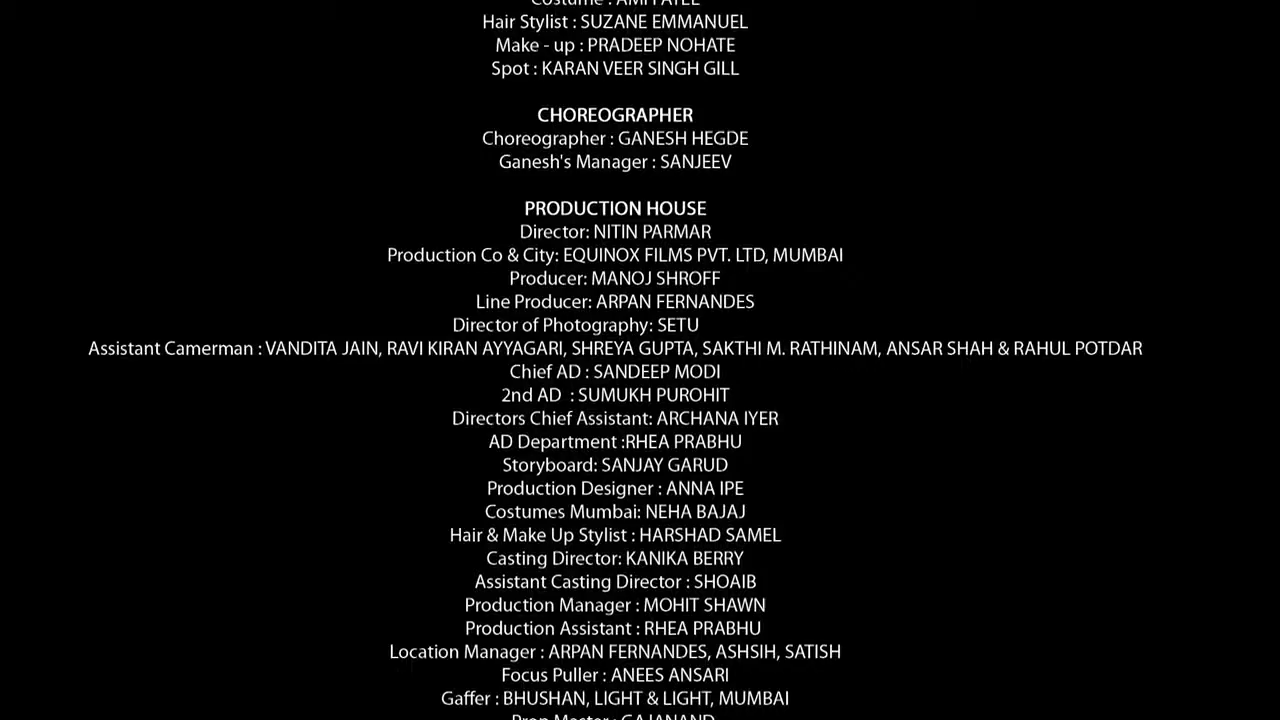 Hair Stylist : SUZANE EMMANUEL
Make - up : PRADEEP NOHATE
Spot : KARAN VEER SINGH GILL
CHOREOGRAPHER
Choreographer : GANESH HEGDE
Ganesh's Manager : SANJEEV
PRODUCTION HOUSE
Director: NITIN PARMAR
Production Co & City: EQUINOX FILMS PVT. LTD, MUMBAI
Producer: MANOJ SHROFF
Line Producer: ARPAN FERNANDES
Director of Photography: SETU
Assistant Camerman : VANDITA JAIN, RAVI KIRAN AYYAGARI, SHREYA GUPTA, SAKTHI M. RATHINAM, ANSAR SHAH & RAHUL POTDAR
Chief AD : SANDEEP MODI
2nd AD  : SUMUKH PUROHIT
Directors Chief Assistant: ARCHANA IYER
AD Department :RHEA PRABHU
Storyboard: SANJAY GARUD
Production Designer : ANNA IPE
Costumes Mumbai: NEHA BAJAJ
Hair & Make Up Stylist : HARSHAD SAMEL
Casting Director: KANIKA BERRY
Assistant Casting Director : SHOAIB
Production Manager : MOHIT SHAWN
Production Assistant : RHEA PRABHU
Location Manager : ARPAN FERNANDES, ASHSIH, SATISH
Focus Puller : ANEES ANSARI
Gaffer : BHUSHAN, LIGHT & LIGHT, MUMBAI
Prop Master : GAJANAND